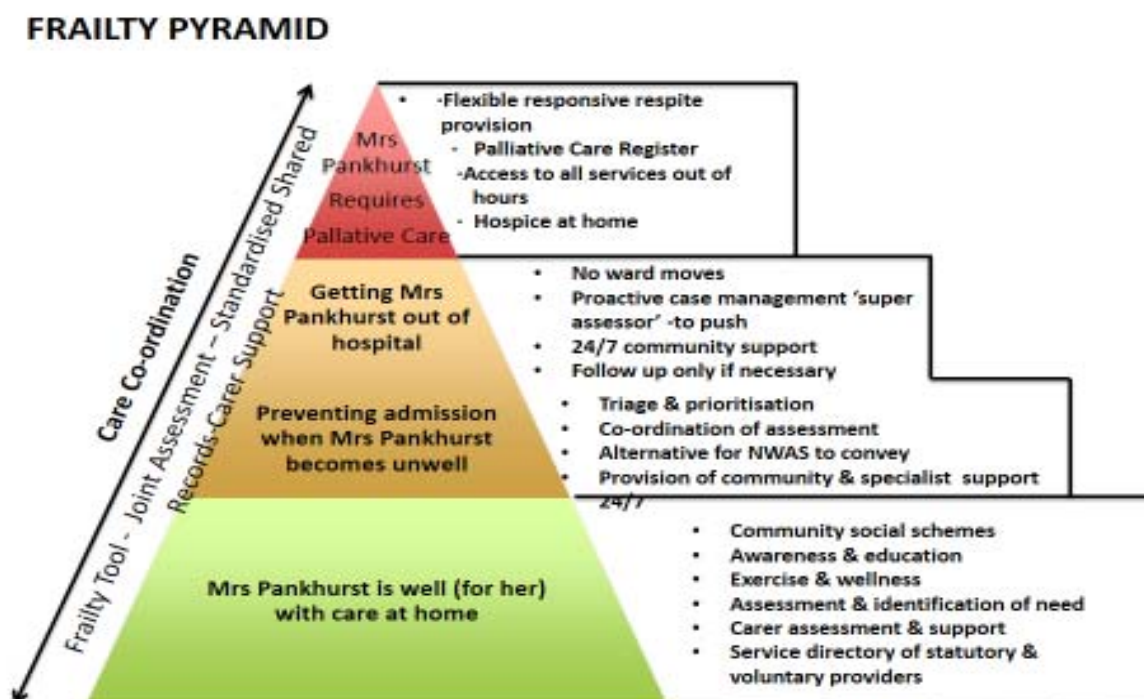 FRAILTY PYRAMID
Care Co-ordination
Frailty Tool - Joint Assessment – Standardised Shared
Records-Carer Support
Mrs
Pankhurst
Requires
Pallative Care
• -Flexible responsive respite
provision
- Palliative Care Register
-Access to all services out of
hours
- Hospice at home
Getting Mrs
Pankhurst out of
hospital
• No ward moves
• Proactive case management ‘super
assessor’ -to push
• 24/7 community support
• Follow up only if necessary
Preventing admission
when Mrs Pankhurst
becomes unwell
• Triage & prioritisation
• Co-ordination of assessment
• Alternative for NWAS to convey
• Provision of community & specialist support
24/7
Mrs Pankhurst is well (for her)
with care at home
• Community social schemes
• Awareness & education
• Exercise & wellness
• Assessment & identification of need
• Carer assessment & support
• Service directory of statutory &
voluntary providers